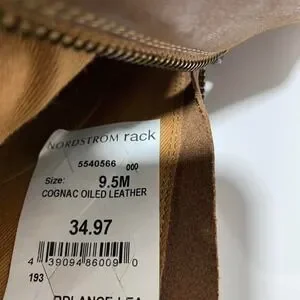 NORDSTROM rack
5540566 000
Size: 9.5M
COGNAC OILED LEATHER
34.97
4 39094 86009 0
193